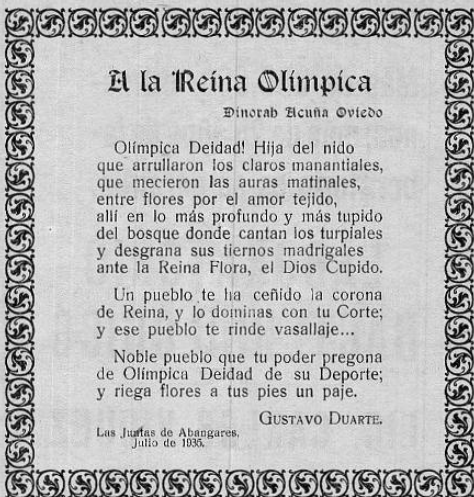 A la Reina Olímpica
Dinorah Acuña Oviedo
Olímpica Deidad! Hija del nido
que arrullaron los claros manantiales,
que mecieron las auras matinales,
entre flores por el amor tejido,
allí en lo más profundo y más tupido
del bosque donde cantan los turpiales
y desgrana sus tiernos madrigales
ante la Reina Flora, el Dios Cupido.
Un pueblo te ha ceñido la corona
de Reina, y lo dominas con tu Corte;
y ese pueblo te rinde vasallaje...
Noble pueblo que tu poder pregona
de Olímpica Deidad de su Deporte;
y riega flores a tus pies un paje.
GUSTAVO DUARTE.
Las Juntas de Abangares.
Julio de 1935.